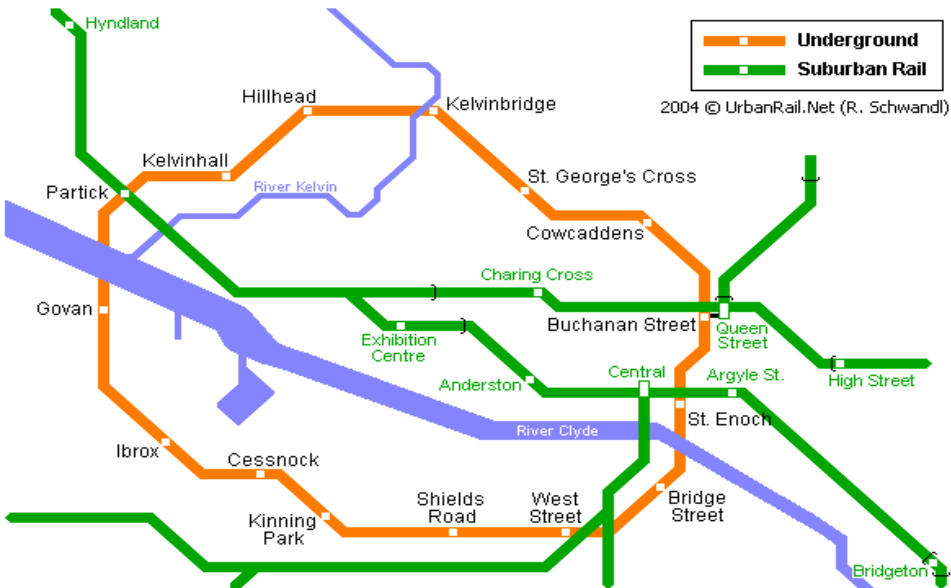 Hyndland
Underground
Suburban Rail
2004 © UrbanRail.Net (R. Schwandl)
Hillhead
Kelvinbridge
Kelvinhall
Partick
River Kelvin
St. George's Cross
Cowcaddens
Charing Cross
Govan
Buchanan Street
Queen
Street
Exhibition
Centre
Anderston
Central
Argyle St.
High Street
St. Enoch
River Clyde
Ibrox
Cessnock
Kinning
Park
Shields
Road
West
Street
Bridge
Street
Bridgeton